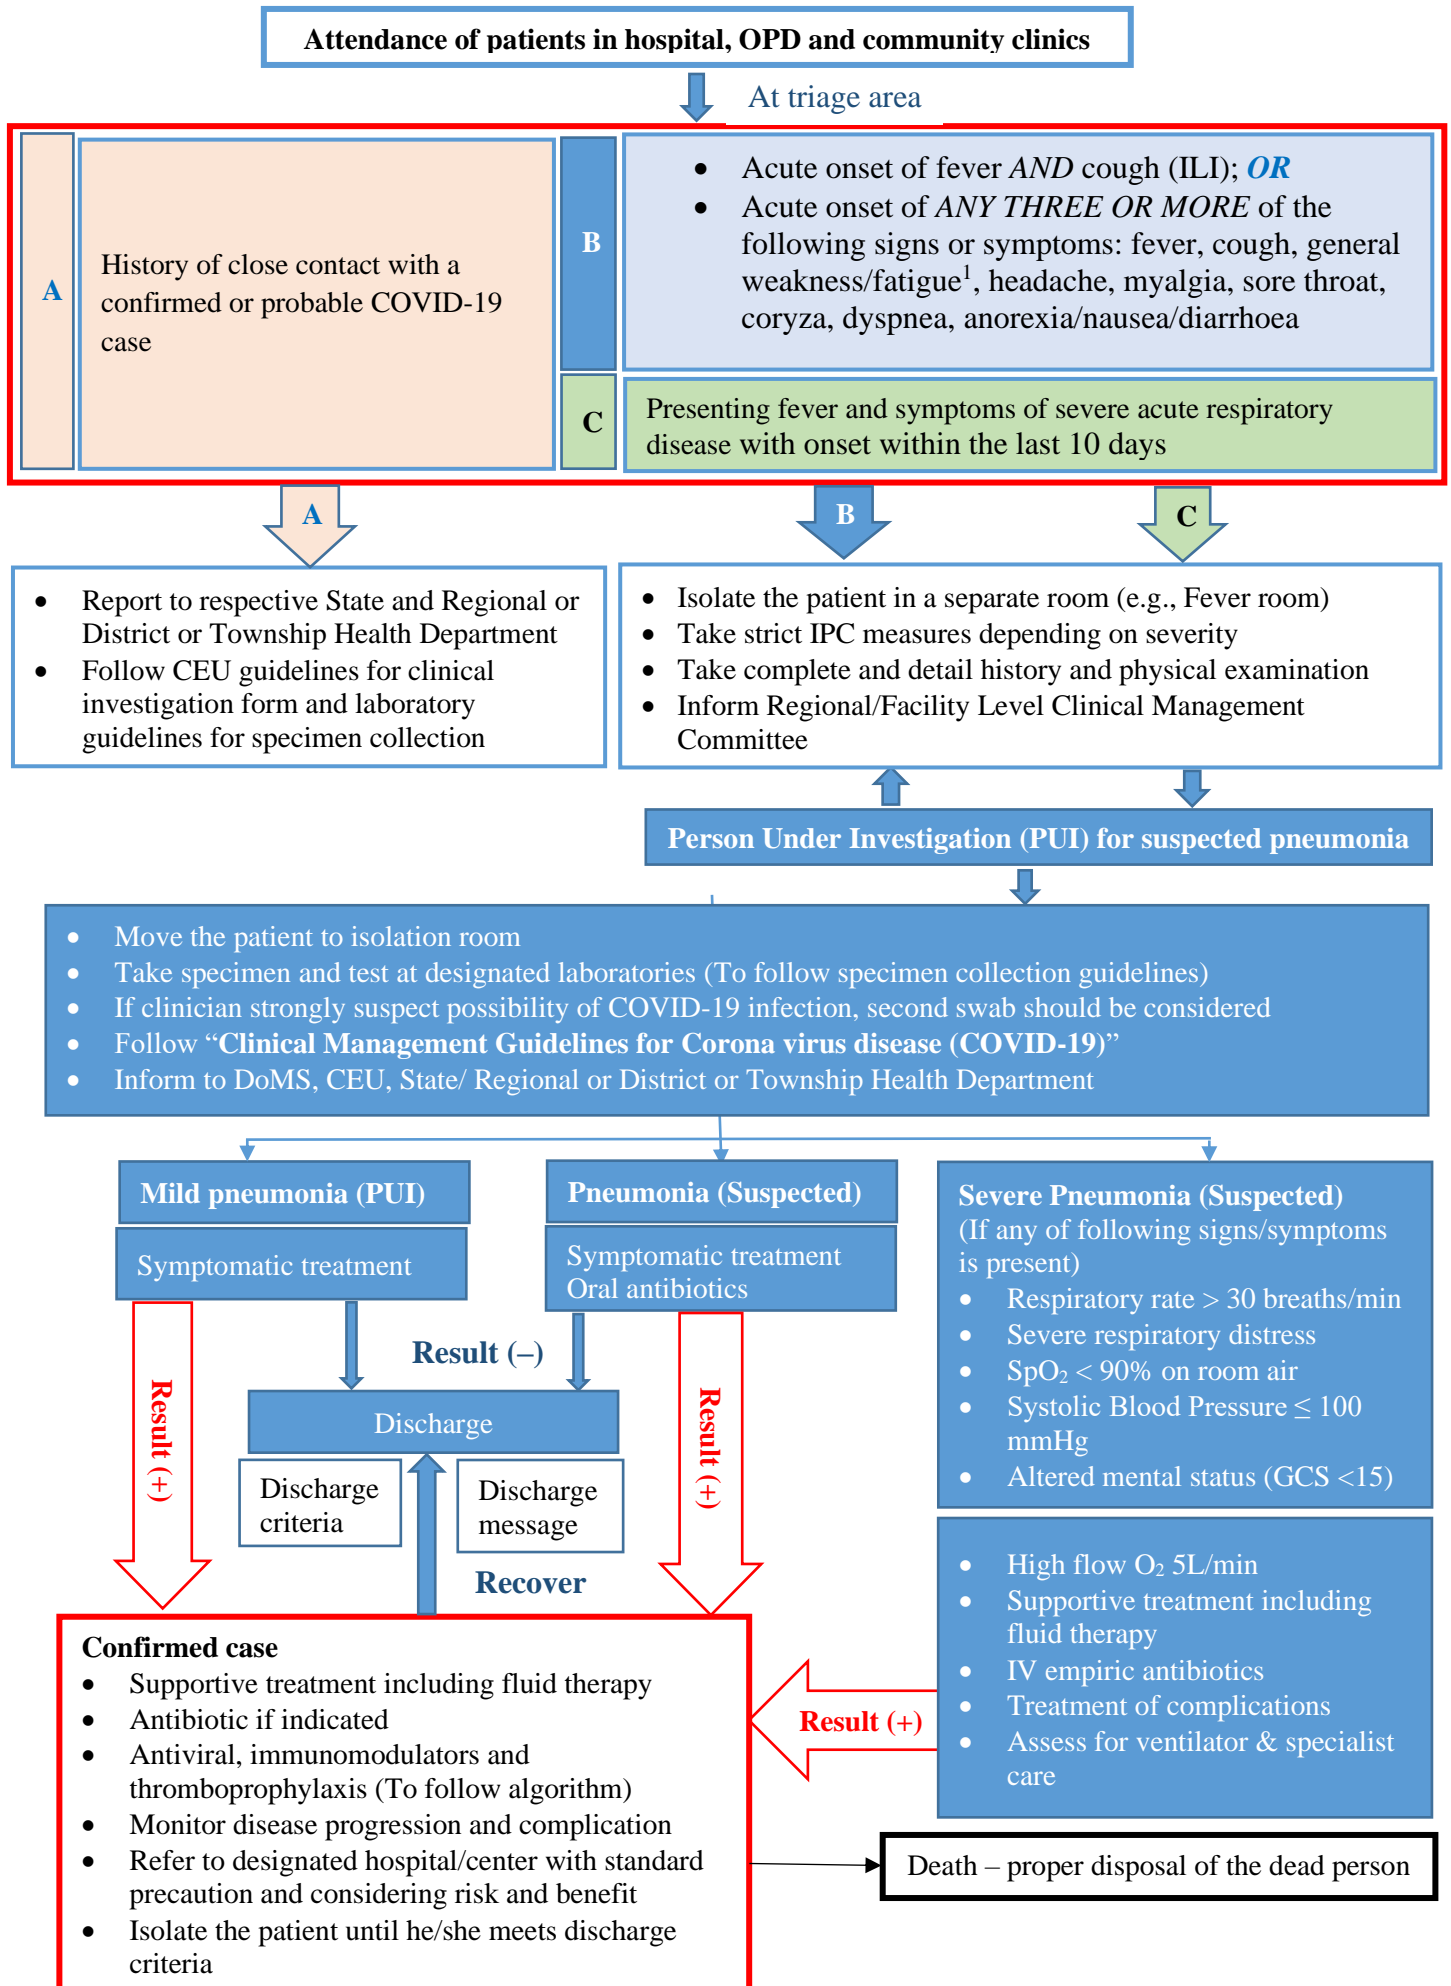 Attendance of patients in hospital, OPD and community clinics
At triage area
A
History of close contact with a
confirmed or probable COVID-19
case
B
• Acute onset of fever AND cough (ILI); OR
• Acute onset of ANY THREE OR MORE of the
following signs or symptoms: fever, cough, general
weakness/fatigue1, headache, myalgia, sore throat,
coryza, dyspnea, anorexia/nausea/diarrhoea
C
Presenting fever and symptoms of severe acute respiratory
disease with onset within the last 10 days
A
B
C
• Report to respective State and Regional or
District or Township Health Department
• Follow CEU guidelines for clinical
investigation form and laboratory
guidelines for specimen collection
• Isolate the patient in a separate room (e.g., Fever room)
• Take strict IPC measures depending on severity
• Take complete and detail history and physical examination
• Inform Regional/Facility Level Clinical Management
Committee
Person Under Investigation (PUI) for suspected pneumonia
• Move the patient to isolation room
• Take specimen and test at designated laboratories (To follow specimen collection guidelines)
• If clinician strongly suspect possibility of COVID-19 infection, second swab should be considered
• Follow “Clinical Management Guidelines for Corona virus disease (COVID-19)”
• Inform to DoMS, CEU, State/ Regional or District or Township Health Department
Mild pneumonia (PUI)
Symptomatic treatment
Pneumonia (Suspected)
Symptomatic treatment
Oral antibiotics
Severe Pneumonia (Suspected)
(If any of following signs/symptoms
is present)
• Respiratory rate > 30 breaths/min
• Severe respiratory distress
• SpO2 < 90% on room air
• Systolic Blood Pressure ≤ 100
mmHg
• Altered mental status (GCS <15)
Result (–)
Result (+)
Result (+)
Discharge
Discharge
criteria
Discharge
message
Recover
• High flow O2 5L/min
• Supportive treatment including
fluid therapy
• IV empiric antibiotics
• Treatment of complications
• Assess for ventilator & specialist
care
Result (+)
Confirmed case
• Supportive treatment including fluid therapy
• Antibiotic if indicated
• Antiviral, immunomodulators and
thromboprophylaxis (To follow algorithm)
• Monitor disease progression and complication
• Refer to designated hospital/center with standard
precaution and considering risk and benefit
• Isolate the patient until he/she meets discharge
criteria
Death – proper disposal of the dead person